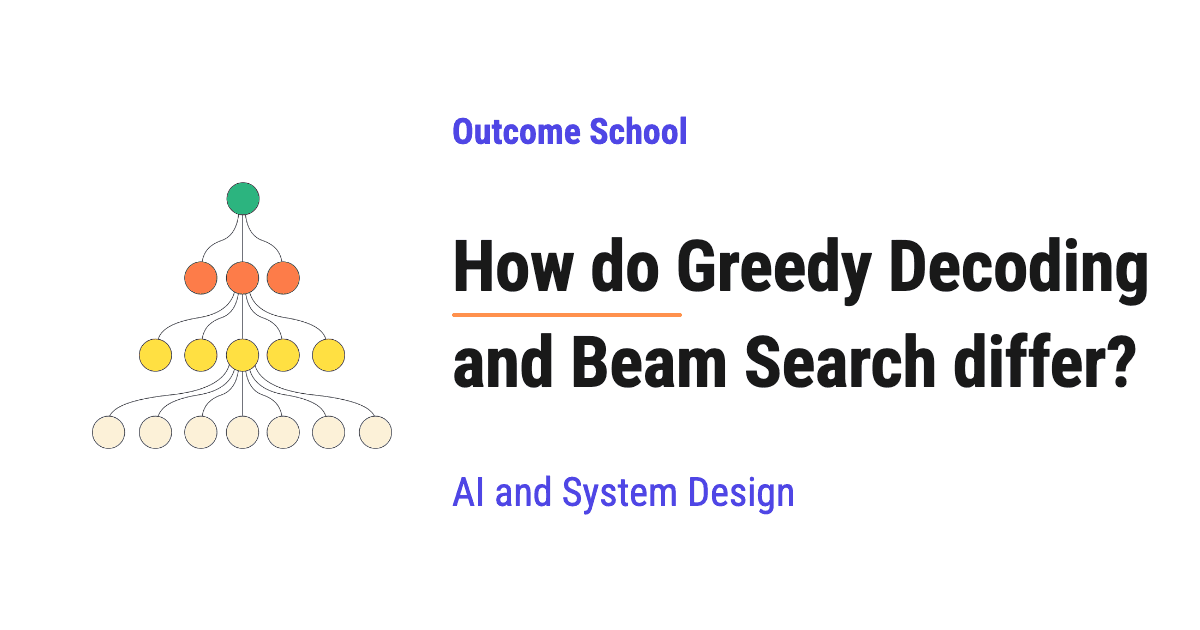 Outcome School
How do Greedy Decoding
and Beam Search differ?
AI and System Design